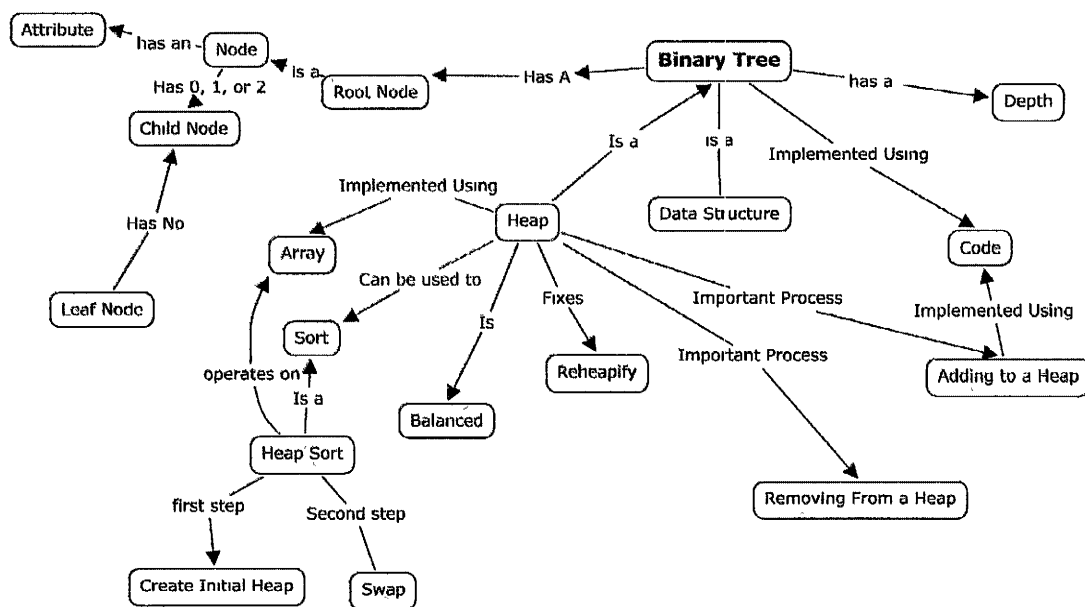 Attribute
has an
Node
is a
Root Node
Has A
Binary Tree
has a
Depth
Has 0, 1, or 2
Child Node
Is a
is a
Implemented Using
Implemented Using
Has No
Heap
Data Structure
Array
Code
Can be used to
Leaf Node
Fixes
Important Process
Implemented Using
Is
Sort
Important Process
Reheapify
Adding to a Heap
operates on
Is a
Balanced
Heap Sort
Removing From a Heap
first step
Second step
Create Initial Heap
Swap